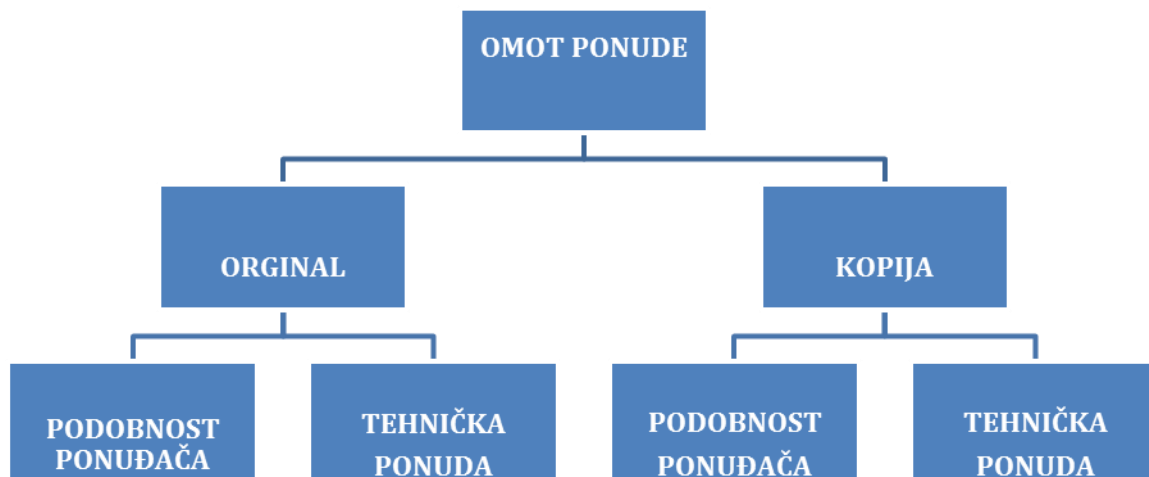 OMOT PONUDE
ORGINAL
KOPIJA
PODOBNOST
PONUĐAČA
TEHNIČKA
PONUDA
PODOBNOST
PONUĐAČA
TEHNIČKA
PONUDA